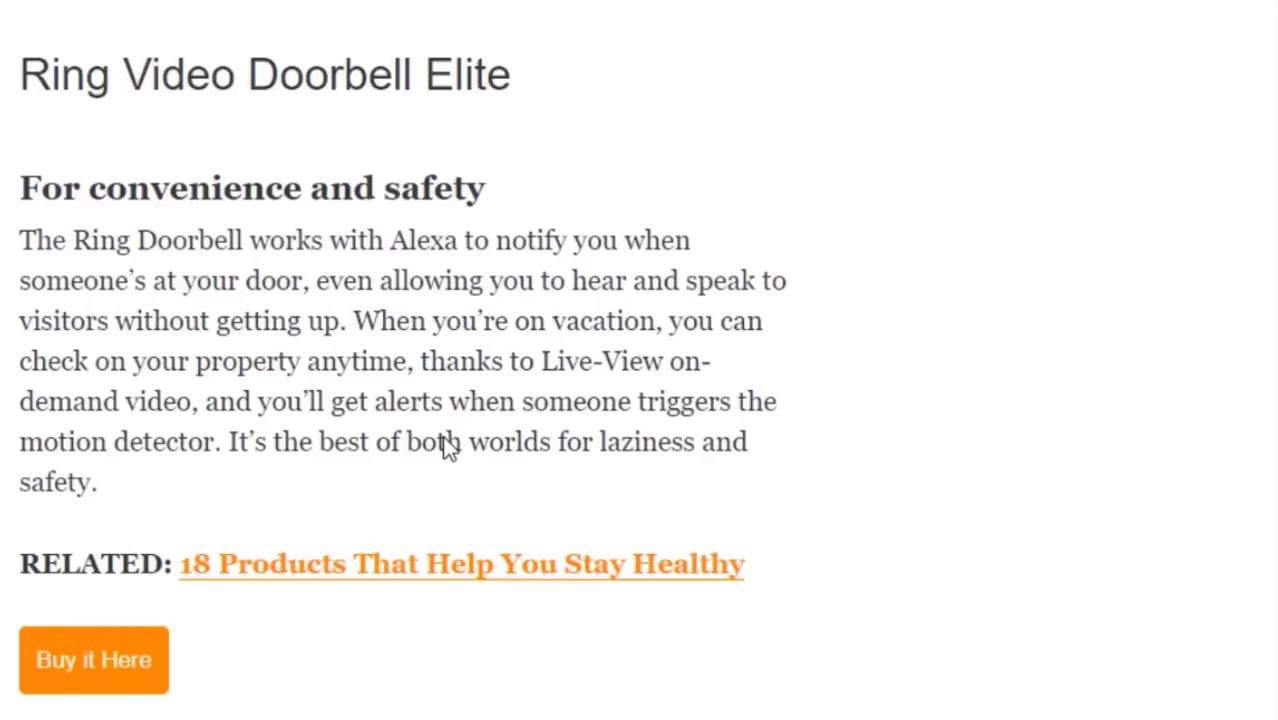 Ring Video Doorbell Elite
For convenience and safety
The Ring Doorbell works with Alexa to notify you when
someone’s at your door, even allowing you to hear and speak to
visitors without getting up. When you’re on vacation, you can
check on your property anytime, thanks to Live-View on-
demand video, and you’ll get alerts when someone triggers the
motion detector. It’s the best of both worlds for laziness and
safety.
RELATED: 18 Products That Help You Stay Healthy
Buy it Here